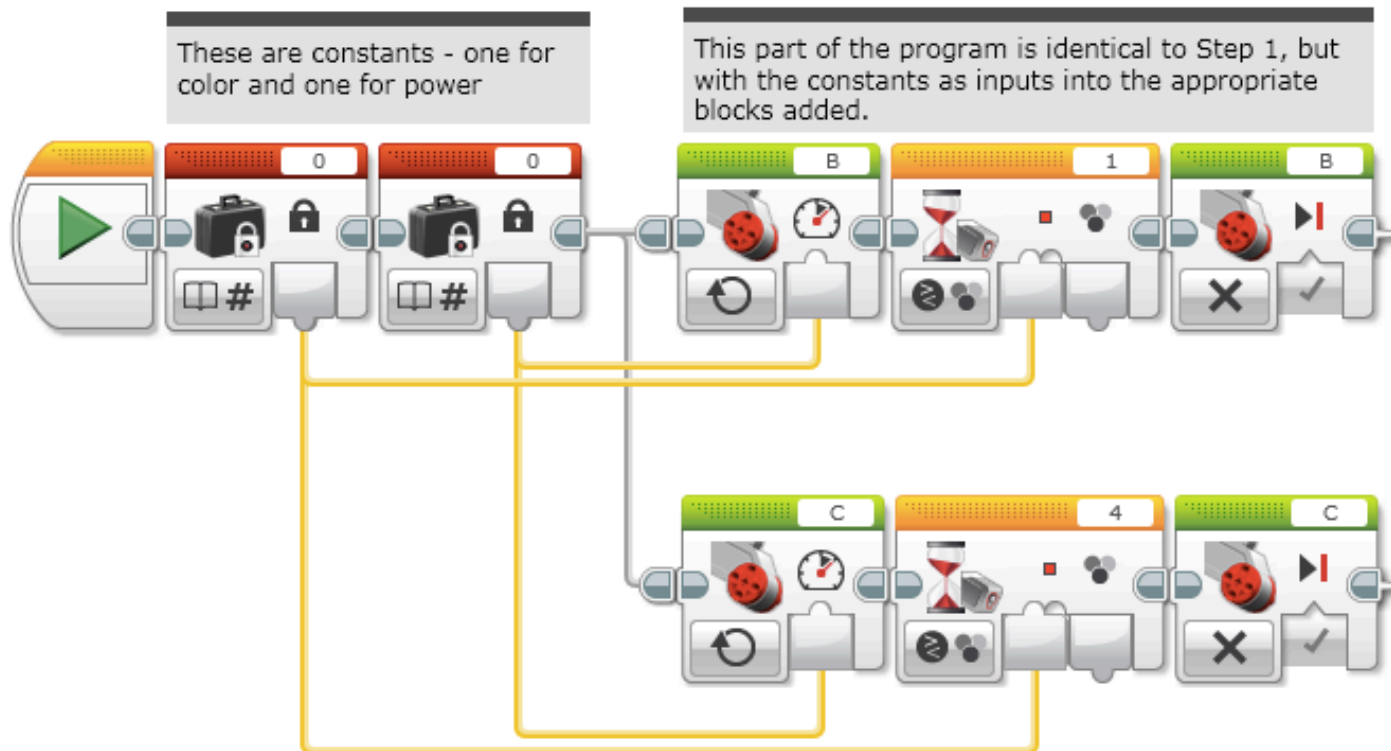 These are constants - one for
color and one for power
This part of the program is identical to Step 1, but
with the constants as inputs into the appropriate
blocks added.
0 0 B 1 B
# #
C 4 C